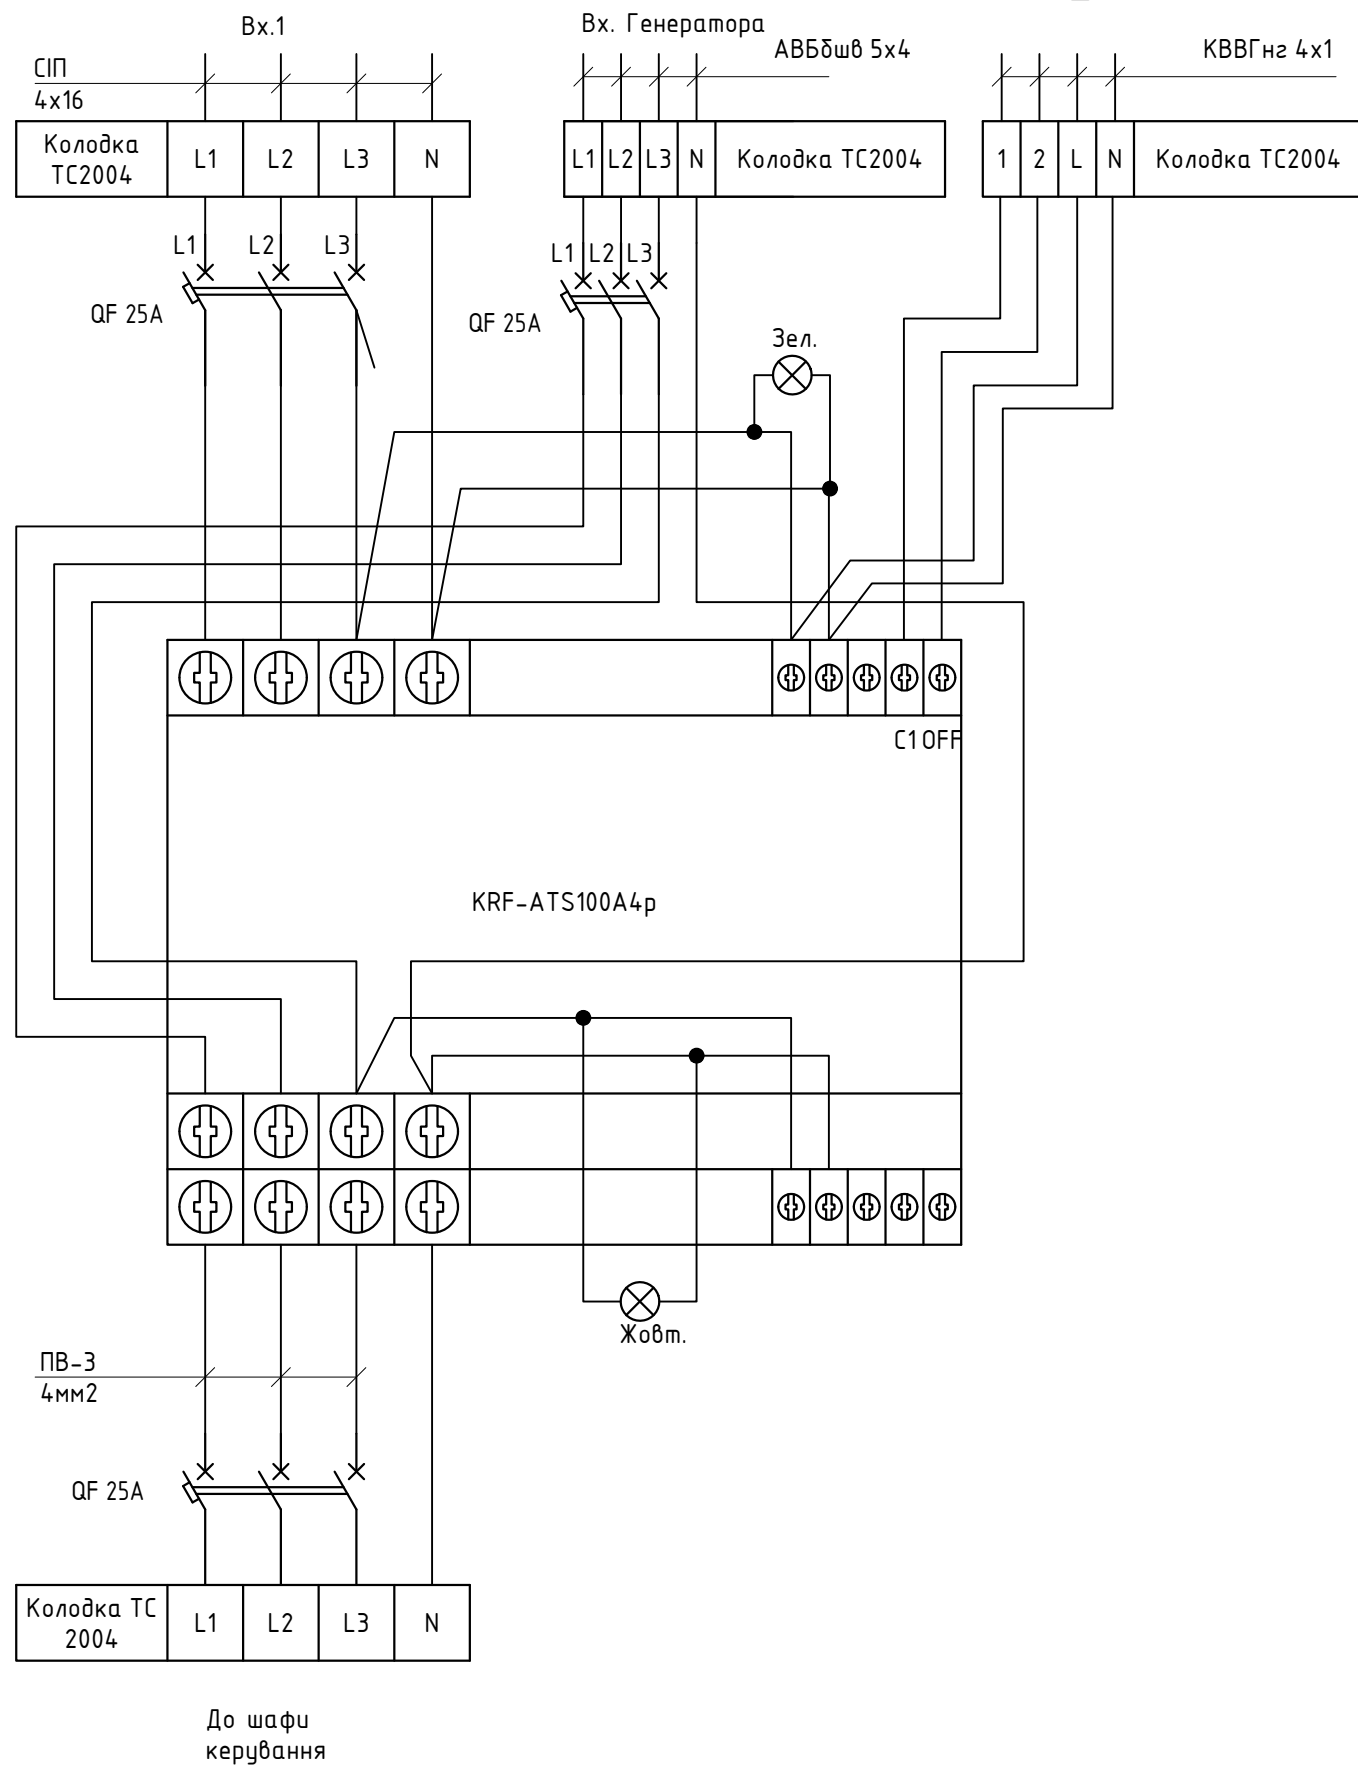 Вх.1
Вх. Генератора
АВБбшв 5х4
КВВГнг 4х1
СІП
4х16
Колодка
ТС2004
L1
L2
L3
N
L1
L2
L3
N
Колодка ТС2004
1
2
L
N
Колодка ТС2004
L1
L2
L3
QF 25A
L1
L2
L3
QF 25A
Зел.
C1 OFF
KRF-ATS100A4p
Жовт.
ПВ-3
4мм2
QF 25A
Колодка ТС
2004
L1
L2
L3
N
До шафи
керування